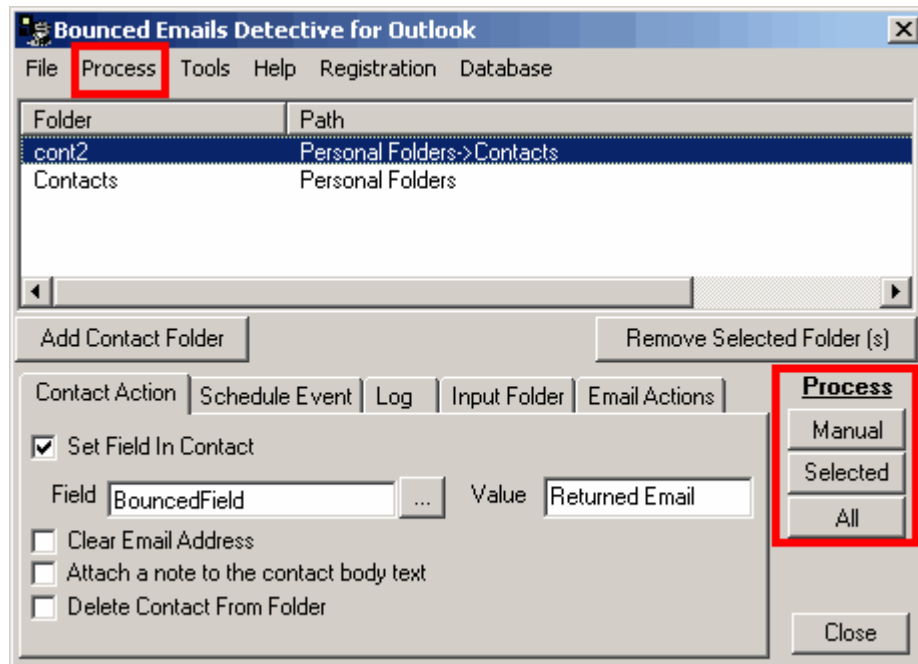 Bounced Emails Detective for Outlook
File Process Tools Help Registration Database
Folder Path
cont2 Personal Folders->Contacts
Contacts Personal Folders
Add Contact Folder Remove Selected Folder (s)
Contact Action Schedule Event Log Input Folder Email Actions
Process
Manual
Selected
All
Set Field In Contact
Field BouncedField ... Value Returned Email
Clear Email Address
Attach a note to the contact body text
Delete Contact From Folder
Close